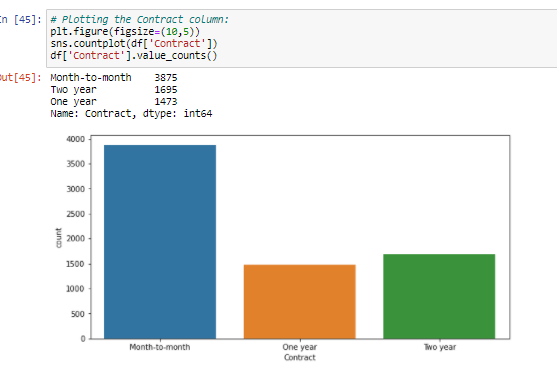 n [45]: # Plotting the Contract column:
plt.figure(figsize=(10,5))
sns.countplot(df['Contract'])
df['Contract'].value_counts()
Out[45]: Month-to-month    3875
Two year          1695
One year          1473
Name: Contract, dtype: int64
4000
3500
3000
2500
2000
1500
1000
500
0
count
Month-to-month One year Two year
Contract